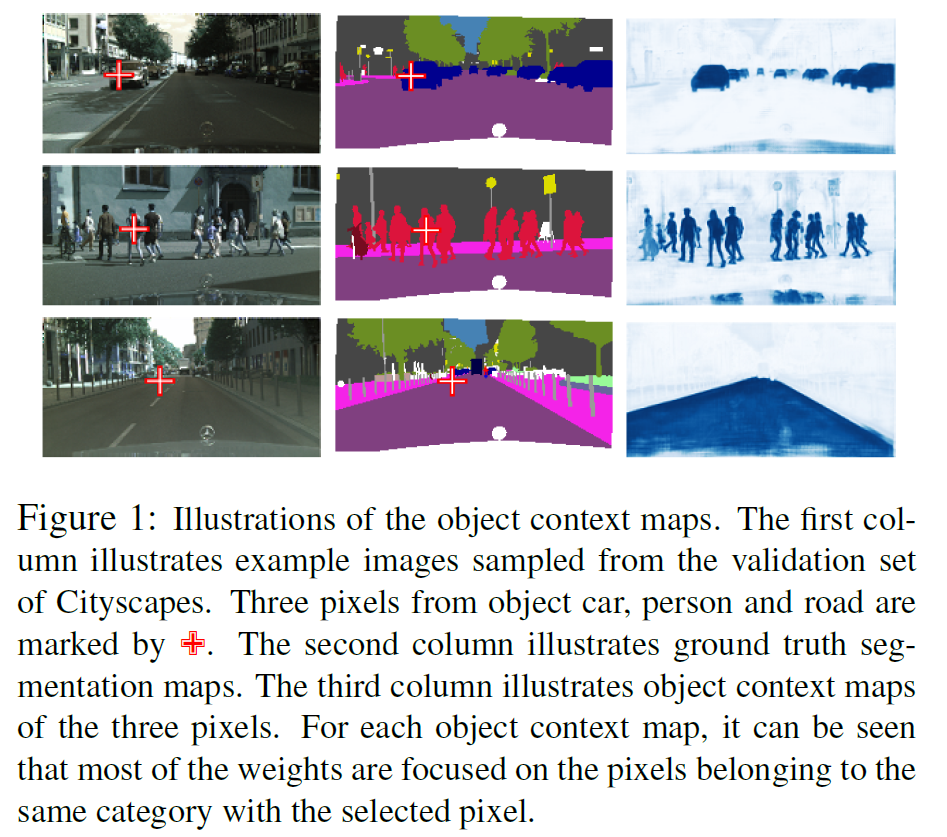 Figure 1: Illustrations of the object context maps. The first col-
umn illustrates example images sampled from the validation set
of Cityscapes. Three pixels from object car, person and road are
marked by . The second column illustrates ground truth seg-
mentation maps. The third column illustrates object context maps
of the three pixels. For each object context map, it can be seen
that most of the weights are focused on the pixels belonging to the
same category with the selected pixel.